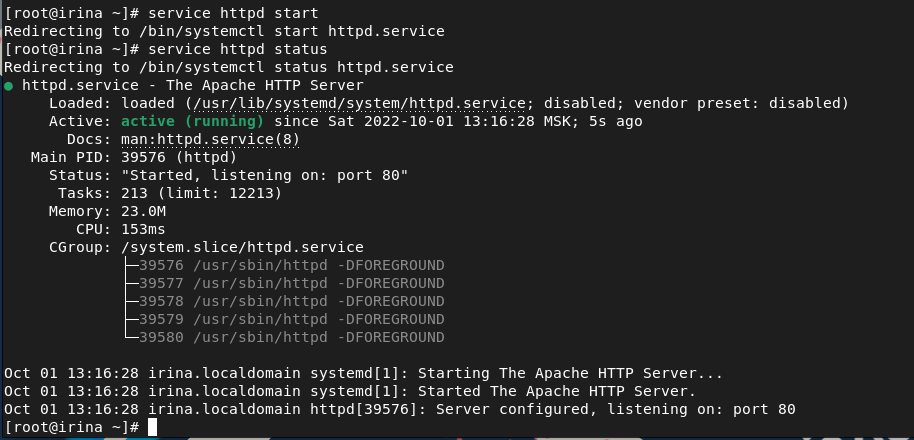 [root@irina ~]# service httpd start
Redirecting to /bin/systemctl start httpd.service
[root@irina ~]# service httpd status
Redirecting to /bin/systemctl status httpd.service
● httpd.service - The Apache HTTP Server
     Loaded: loaded (/usr/lib/systemd/system/httpd.service; disabled; vendor preset: disabled)
     Active: active (running) since Sat 2022-10-01 13:16:28 MSK; 5s ago
       Docs: man:httpd.service(8)
   Main PID: 39576 (httpd)
     Status: "Started, listening on: port 80"
      Tasks: 213 (limit: 12213)
     Memory: 23.0M
        CPU: 153ms
     CGroup: /system.slice/httpd.service
             ├─39576 /usr/sbin/httpd -DFOREGROUND
             ├─39577 /usr/sbin/httpd -DFOREGROUND
             ├─39578 /usr/sbin/httpd -DFOREGROUND
             ├─39579 /usr/sbin/httpd -DFOREGROUND
             └─39580 /usr/sbin/httpd -DFOREGROUND
Oct 01 13:16:28 irina.localdomain systemd[1]: Starting The Apache HTTP Server...
Oct 01 13:16:28 irina.localdomain systemd[1]: Started The Apache HTTP Server.
Oct 01 13:16:28 irina.localdomain httpd[39576]: Server configured, listening on: port 80
[root@irina ~]#